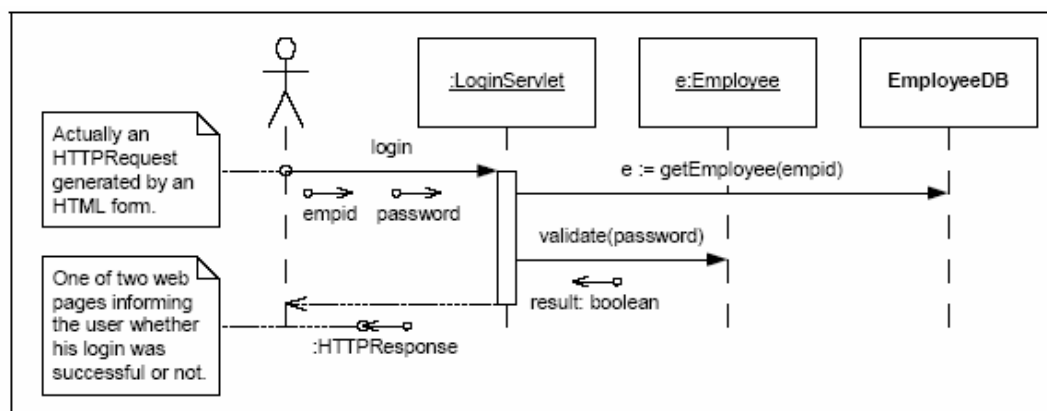 :LoginServlet
e:Employee
EmployeeDB
Actually an
HTTPRequest
generated by an
HTML form.
login
e := getEmployee(empid)
empid
password
validate(password)
One of two web
pages informing
the user whether
his login was
successful or not.
result: boolean
:HTTPResponse